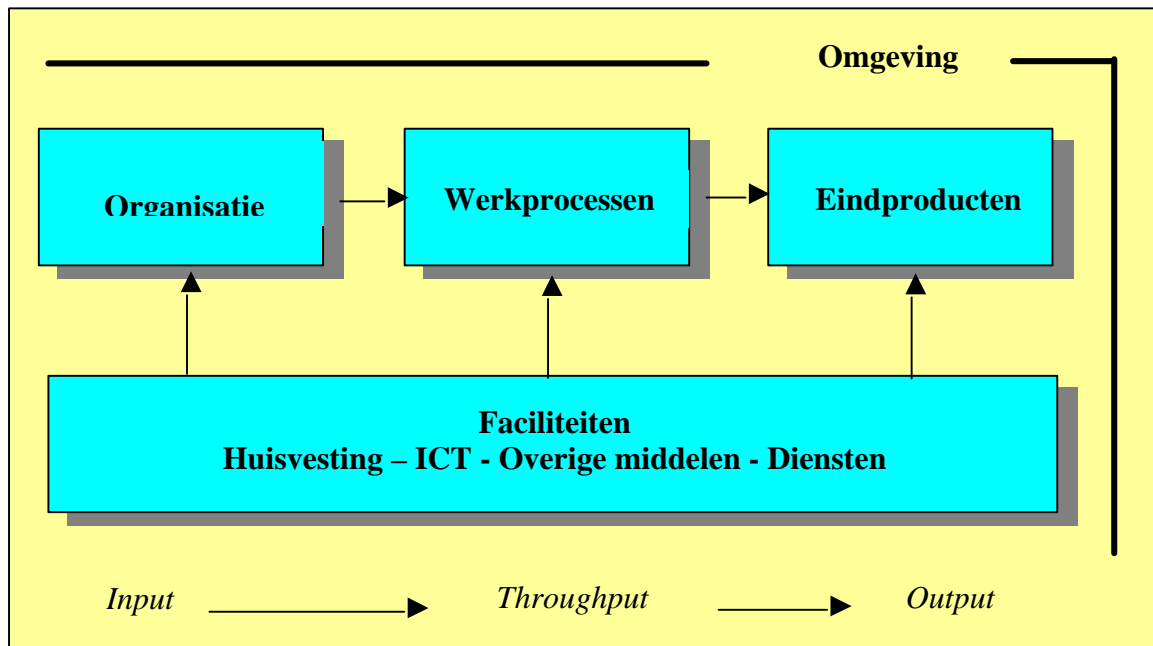 Omgeving
Organisatie
Werkprocessen
Eindproducten
Faciliteiten
Huisvesting – ICT - Overige middelen - Diensten
Input
Throughput
Output